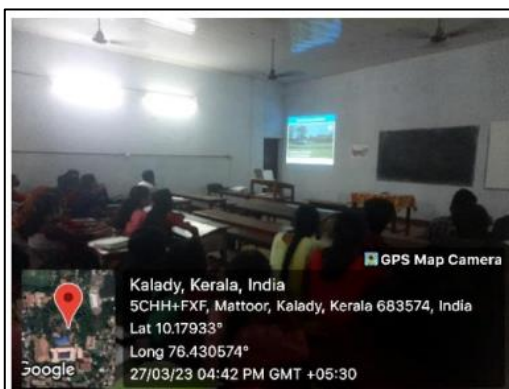 GPS Map Camera
Kalady, Kerala, India
5CHH+FXF, Mattoor, Kalady, Kerala 683574, India
Lat 10.17933°
Long 76.430574°
27/03/23 04:42 PM GMT +05:30
Google